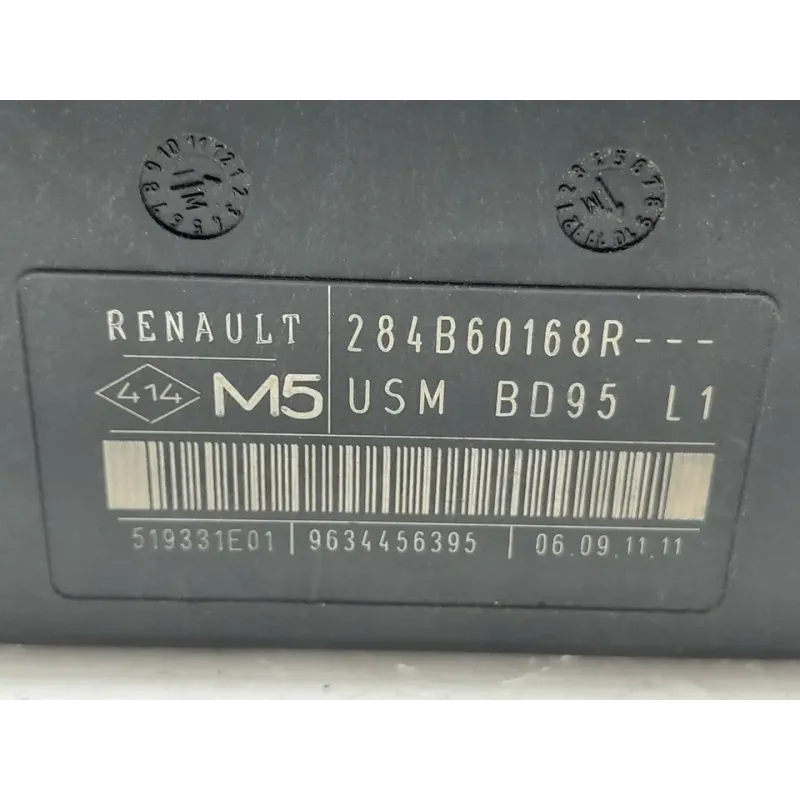 RENAULT 284B60168R---
414 M5 USM BD95 L1
519331E01 | 9634456395 | 06.09.11.11